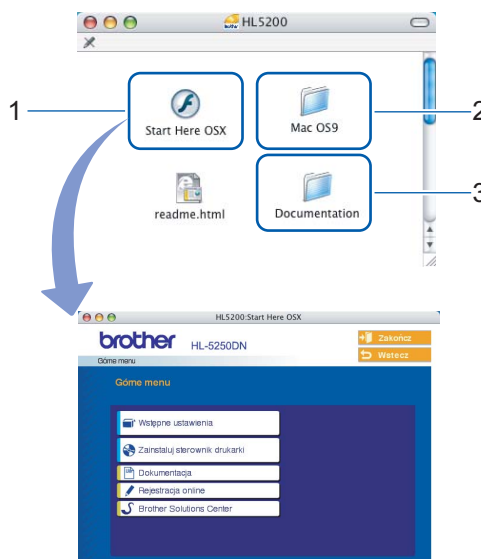 HL5200
1
Start Here OSX
Mac OS9
2
readme.html
Documentation
3
HL5200:Start Here OSX
brother HL-5250DN
Zakończ
Wstecz
Górne menu
Górne menu
Wstępne ustawienia
Zainstaluj sterownik drukarki
Dokumentacja
Rejestracja online
Brother Solutions Center